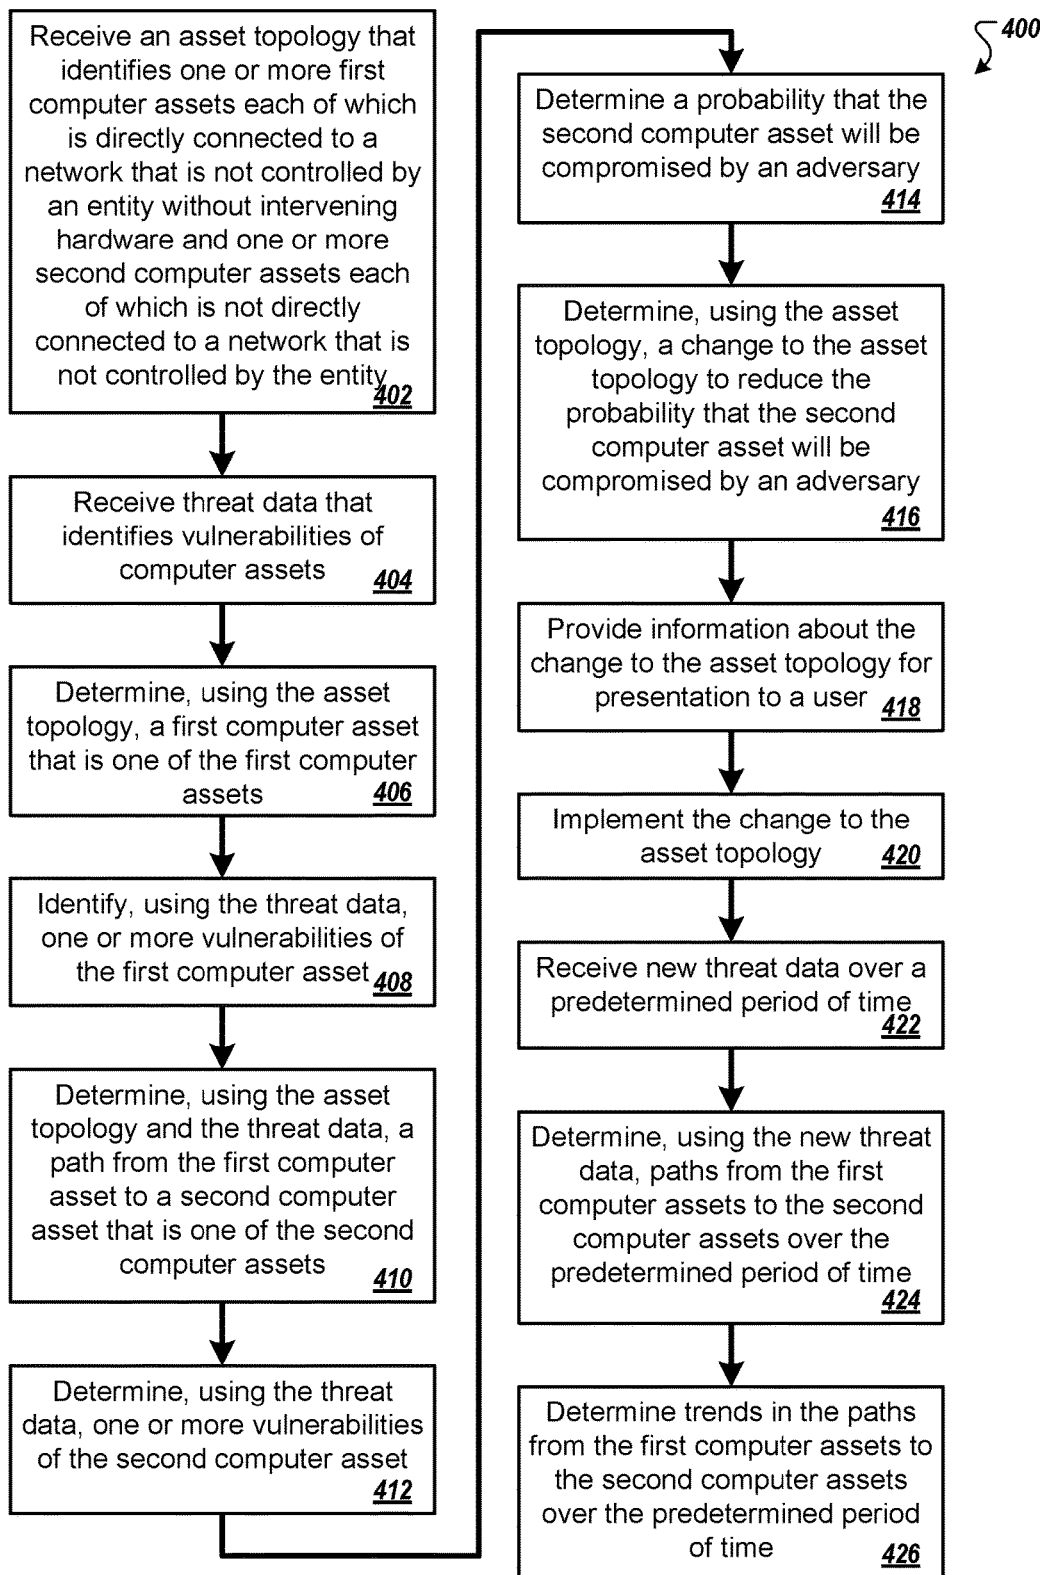 Receive an asset topology that
identifies one or more first
computer assets each of which
is directly connected to a
network that is not controlled by
an entity without intervening
hardware and one or more
second computer assets each
of which is not directly
connected to a network that is
not controlled by the entity
402
Receive threat data that
identifies vulnerabilities of
computer assets
404
Determine, using the asset
topology, a first computer asset
that is one of the first computer
assets
406
Identify, using the threat data,
one or more vulnerabilities of
the first computer asset
408
Determine, using the asset
topology and the threat data, a
path from the first computer
asset to a second computer
asset that is one of the second
computer assets
410
Determine, using the threat
data, one or more vulnerabilities
of the second computer asset
412
400
Determine a probability that the
second computer asset will be
compromised by an adversary
414
Determine, using the asset
topology, a change to the asset
topology to reduce the
probability that the second
computer asset will be
compromised by an adversary
416
Provide information about the
change to the asset topology for
presentation to a user
418
Implement the change to the
asset topology
420
Receive new threat data over a
predetermined period of time
422
Determine, using the new threat
data, paths from the first
computer assets to the second
computer assets over the
predetermined period of time
424
Determine trends in the paths
from the first computer assets to
the second computer assets
over the predetermined period
of time
426